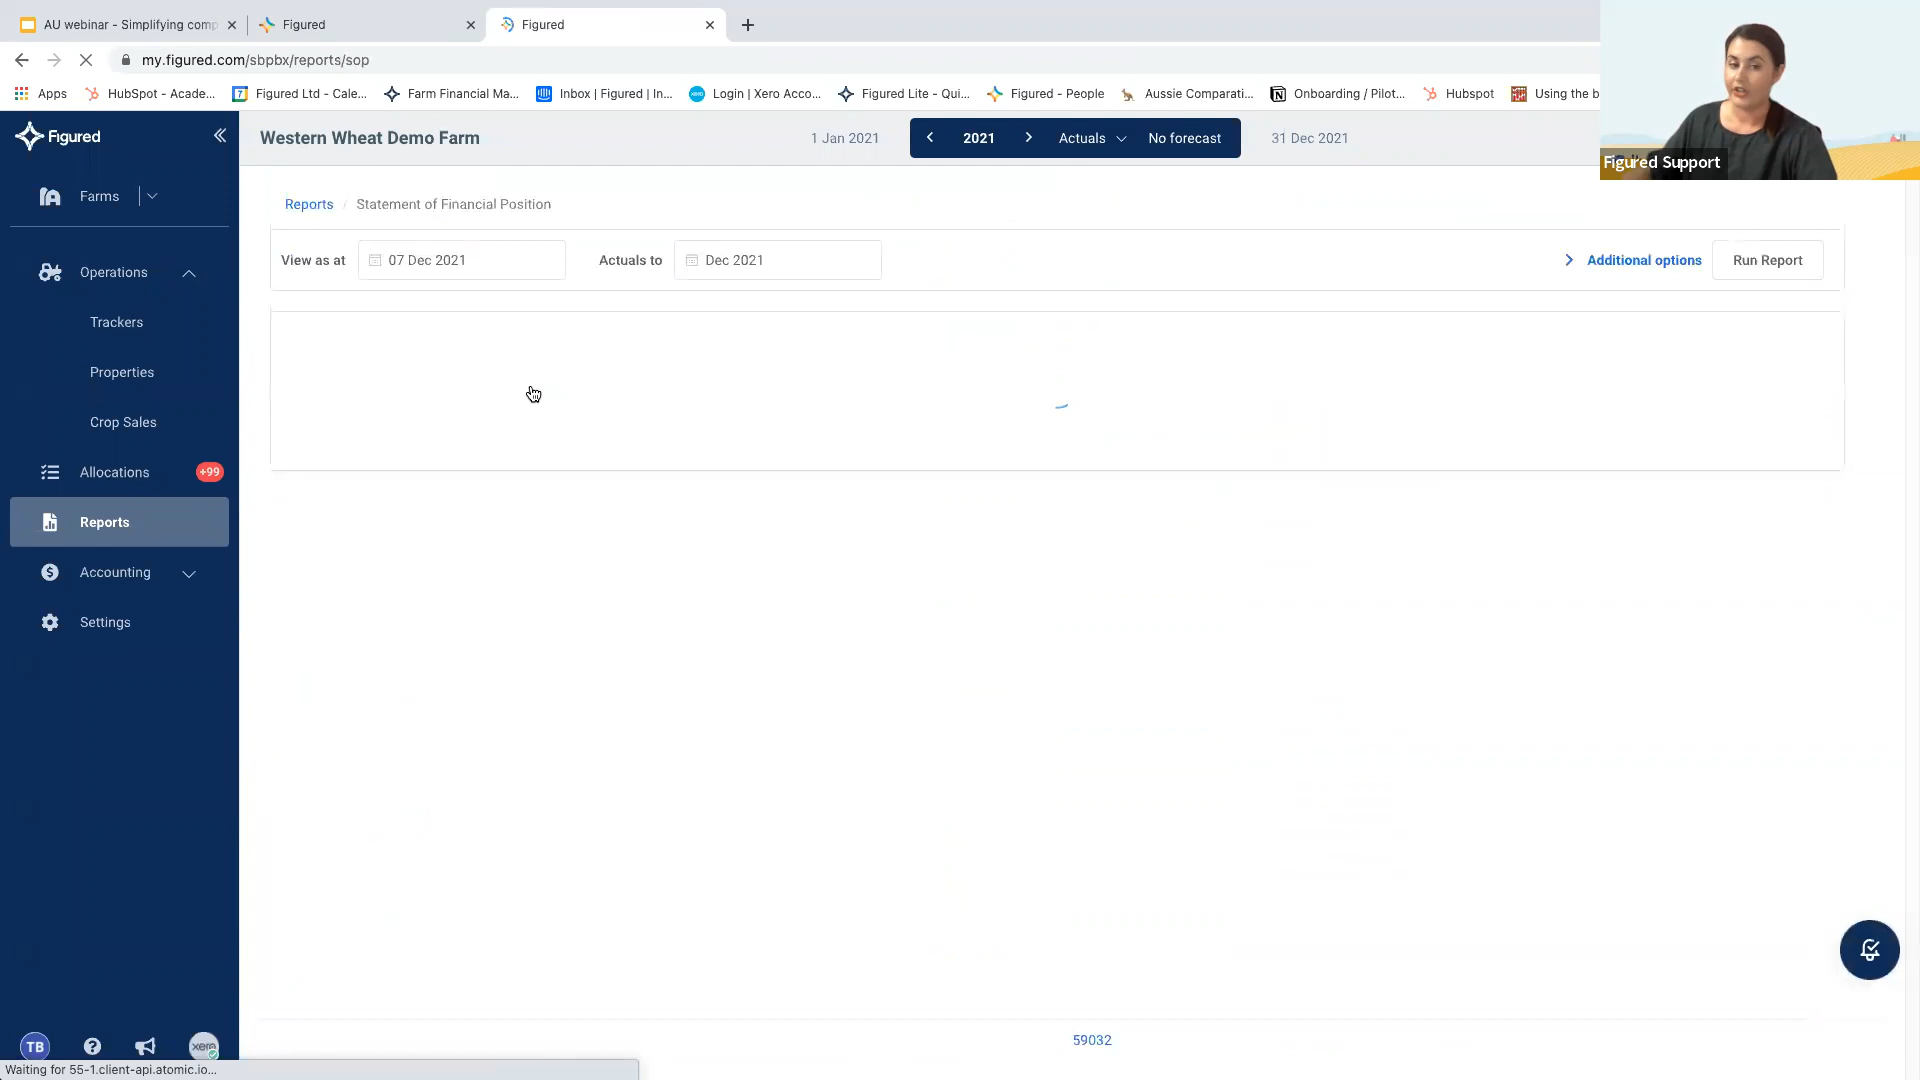 AU webinar - Simplifying comp
Figured
Figured
my.figured.com/sbpbx/reports/sop
Apps
HubSpot - Acade...
Figured Ltd - Cale...
Farm Financial Ma...
Inbox | Figured | In...
Login | Xero Acco...
Figured Lite - Qui...
Figured - People
Aussie Comparati...
Onboarding / Pilot...
Hubspot
Using the b
Figured
Western Wheat Demo Farm
1 Jan 2021
2021
Actuals
No forecast
31 Dec 2021
Figured Support
Farms
Reports / Statement of Financial Position
View as at
07 Dec 2021
Actuals to
Dec 2021
Additional options
Run Report
Operations
Trackers
Properties
Crop Sales
Allocations
+99
Reports
Accounting
Settings
59032
TB
xero
Waiting for 55-1.client-api.atomic.io...